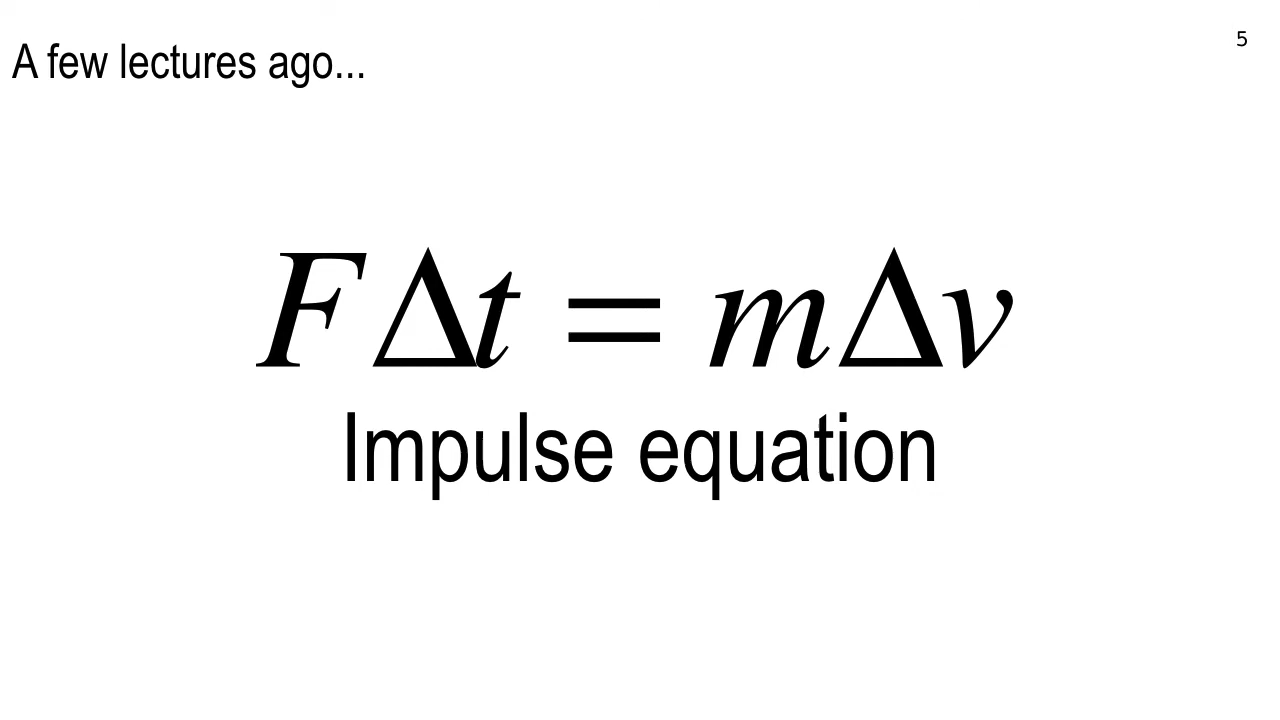 A few lectures ago...
5
FΔt = mΔv
Impulse equation